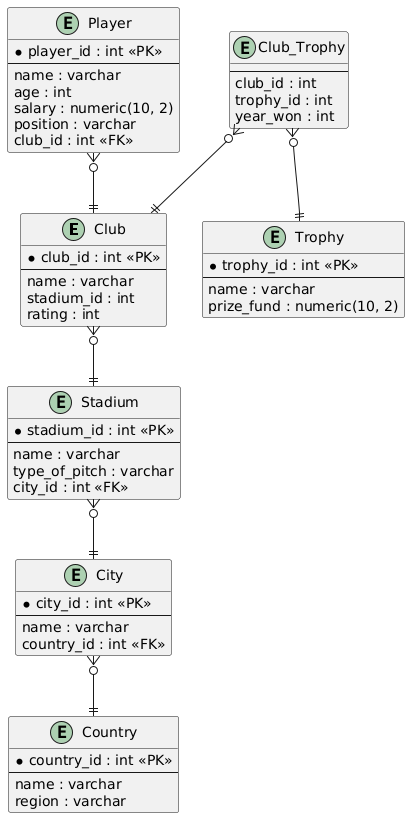 E Player
* player_id : int «PK»
name : varchar
age : int
salary : numeric(10, 2)
position : varchar
club_id : int «FK»
E Club_Trophy
club_id : int
trophy_id : int
year_won : int
E Club
* club_id : int «PK»
name : varchar
stadium_id : int
rating : int
E Trophy
* trophy_id : int «PK»
name : varchar
prize_fund : numeric(10, 2)
E Stadium
* stadium_id : int «PK»
name : varchar
type_of_pitch : varchar
city_id : int «FK»
E City
* city_id : int «PK»
name : varchar
country_id : int «FK»
E Country
* country_id : int «PK»
name : varchar
region : varchar